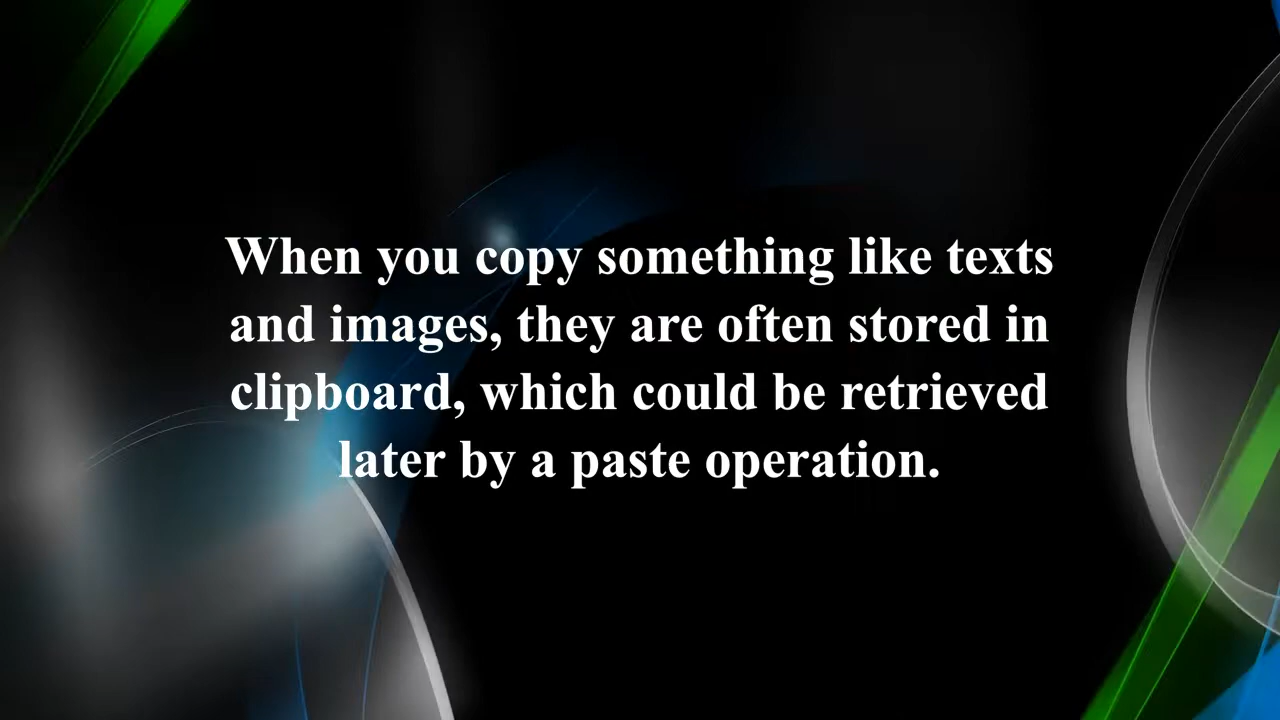 When you copy something like texts
and images, they are often stored in
clipboard, which could be retrieved
later by a paste operation.